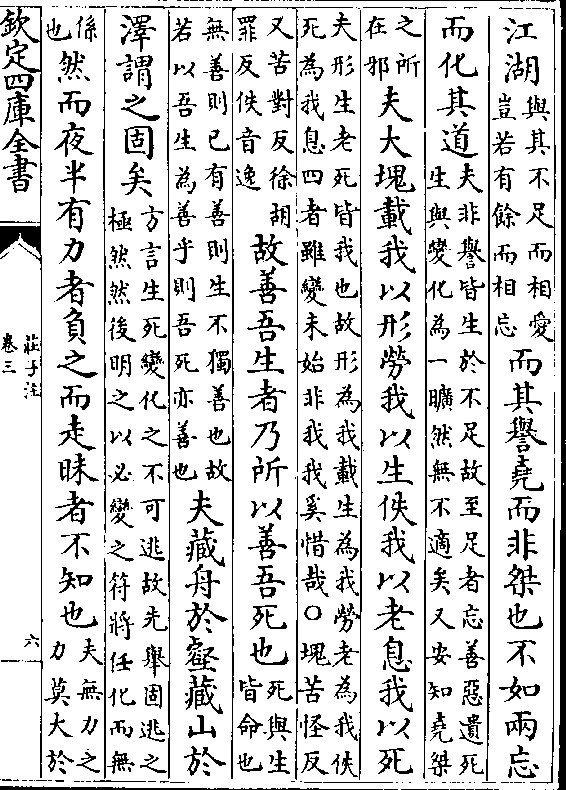 江湖與其不足而相愛豈若有餘而相忘而其譽堯而非桀也不如兩忘
而化其道夫非譽皆生於不足故至足者忘善惡遺死生與變化為一曠然無不適矣又安知堯桀
之所在邪夫大塊載我以形勞我以生佚我以老息我以死
夫形生老死皆我也故形為我載生為我勞老為我佚死為我息四者雖變未始非我我奚惜哉〇塊苦怪反
又苦對反徐胡罪反佚音逸故善吾生者乃所以善吾死也死與生皆命也
無善則已有善則生不獨善也故若以吾生為善乎則吾死亦善也夫藏舟於壑藏山於
澤謂之固矣方言生死變化之不可逃故先舉固逃之極然然後明之以必變之符將任化而無
係也然而夜半有力者負之而走昧者不知也夫無力之力莫大於
欽定四庫全書
莊子注
卷三
六